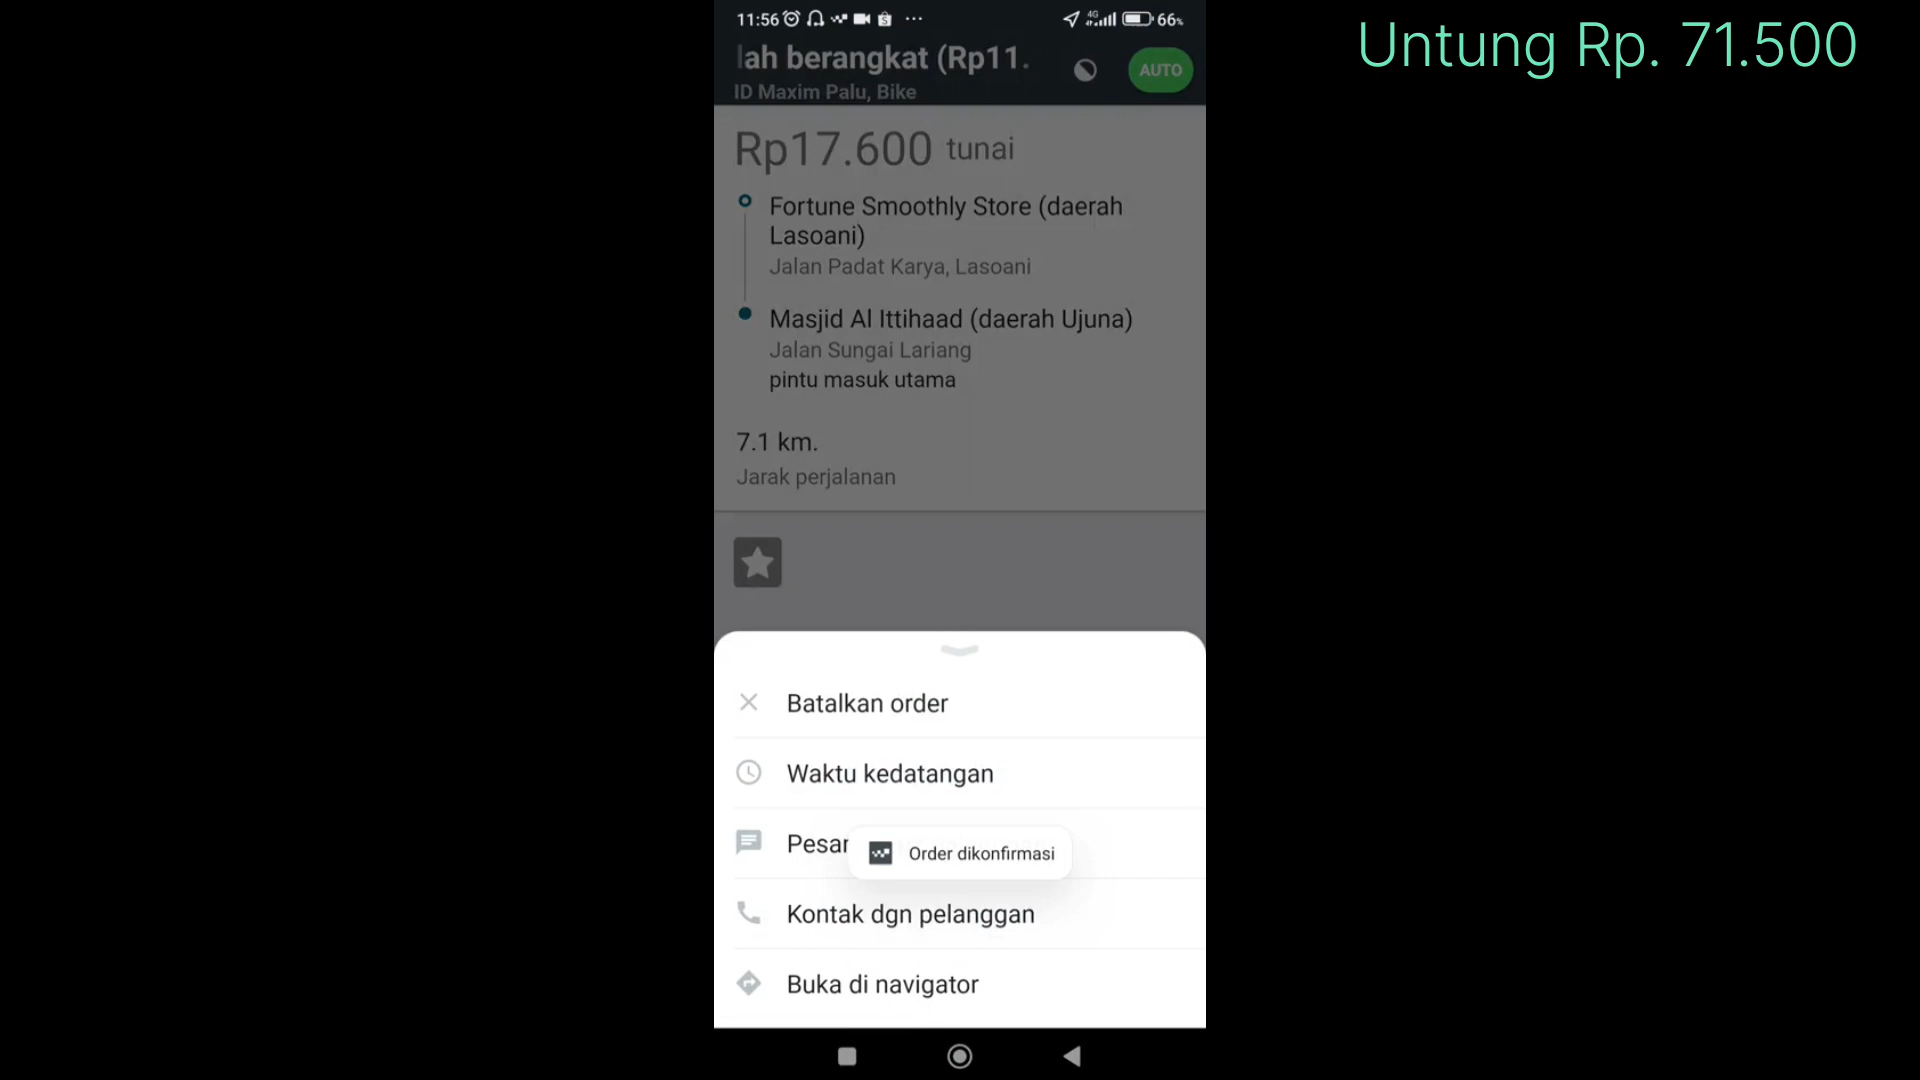 11:56
4G
66%
Untung Rp. 71.500
lah berangkat (Rp11.
AUTO
ID Maxim Palu, Bike
Rp17.600 tunai
Fortune Smoothly Store (daerah
Lasoani)
Jalan Padat Karya, Lasoani
Masjid Al Ittihaad (daerah Ujuna)
Jalan Sungai Lariang
pintu masuk utama
7.1 km.
Jarak perjalanan
Batalkan order
Waktu kedatangan
Pesan
Order dikonfirmasi
Kontak dgn pelanggan
Buka di navigator